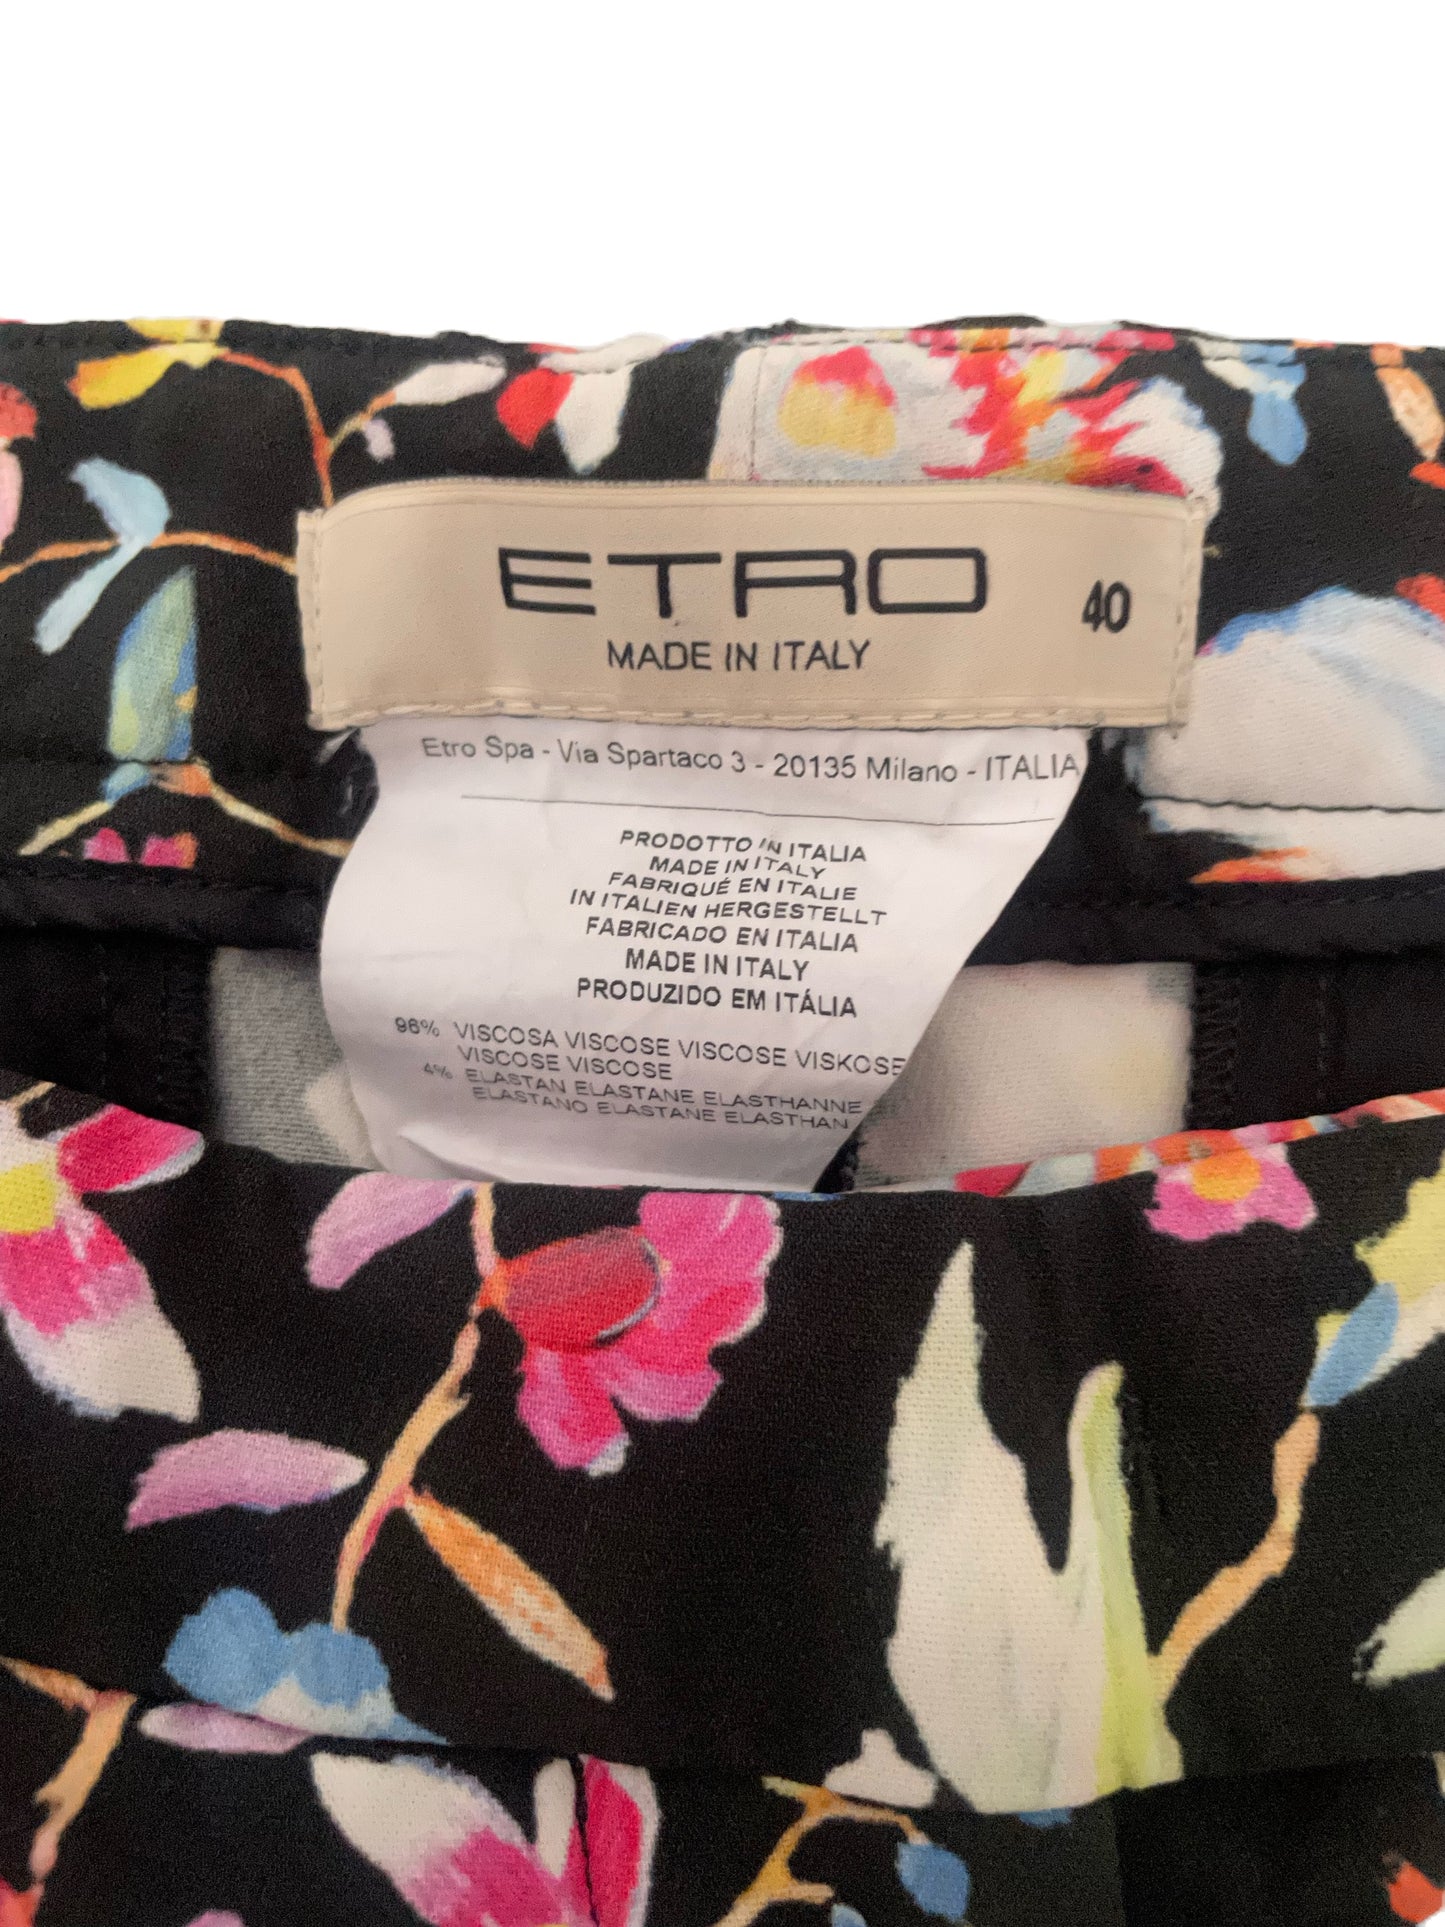 ETRO
40
MADE IN ITALY
Etro Spa - Via Spartaco 3 - 20135 Milano - ITALIA
PRODOTTO IN ITALIA
MADE IN ITALY
FABRIQUÉ EN ITALIE
IN ITALIEN HERGESTELLT
FABRICADO EN ITALIA
MADE IN ITALY
PRODUZIDO EM ITÁLIA
96% VISCOSA VISCOSE VISCOSE VISKOSE
VISCOSE VISCOSE
4% ELASTAN ELASTANE ELASTHANNE
ELASTANO ELASTANE ELASTHAN